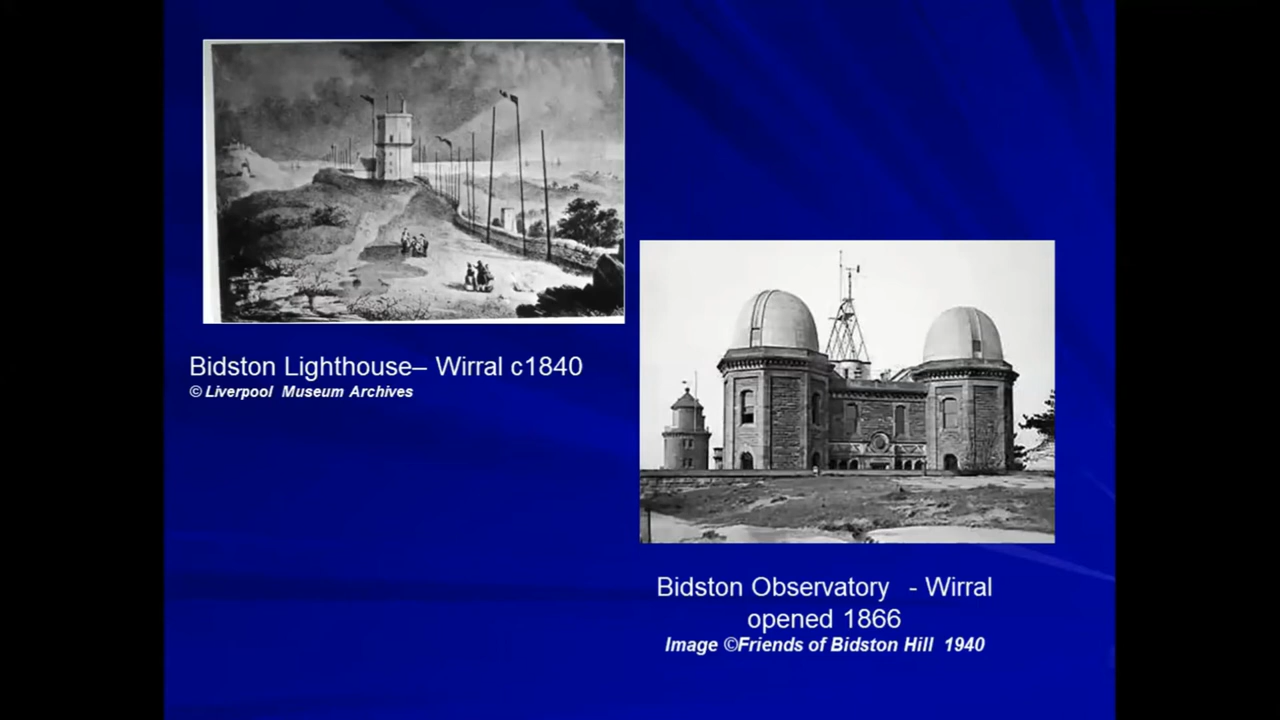 Bidston Lighthouse– Wirral c1840
© Liverpool Museum Archives
Bidston Observatory - Wirral
opened 1866
Image ©Friends of Bidston Hill 1940